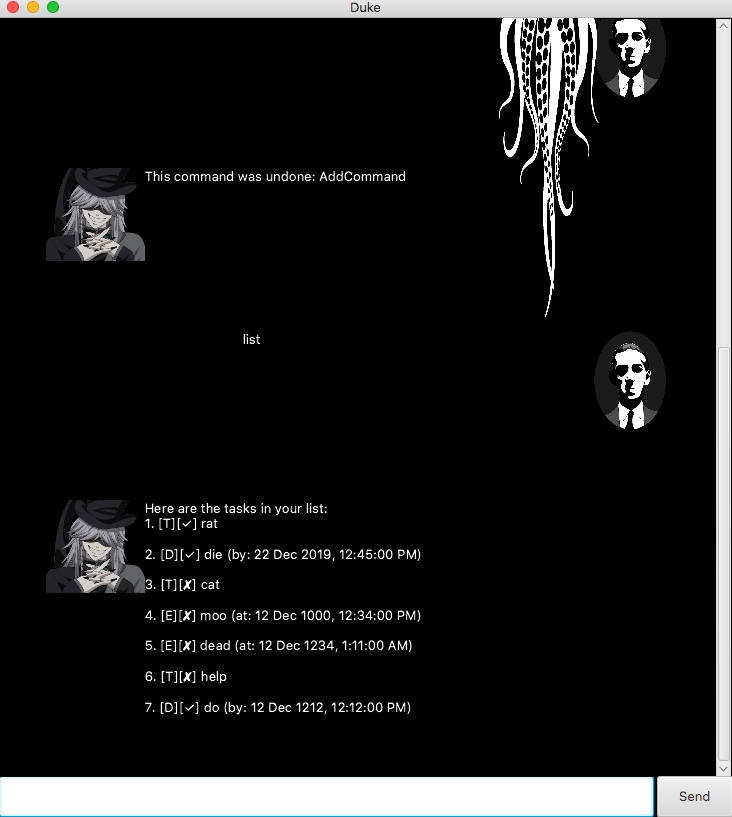 Duke
This command was undone: AddCommand
list
Here are the tasks in your list:
1. [T][✓] rat
2. [D][✓] die (by: 22 Dec 2019, 12:45:00 PM)
3. [T][✘] cat
4. [E][✘] moo (at: 12 Dec 1000, 12:34:00 PM)
5. [E][✘] dead (at: 12 Dec 1234, 1:11:00 AM)
6. [T][✘] help
7. [D][✓] do (by: 12 Dec 1212, 12:12:00 PM)
Send